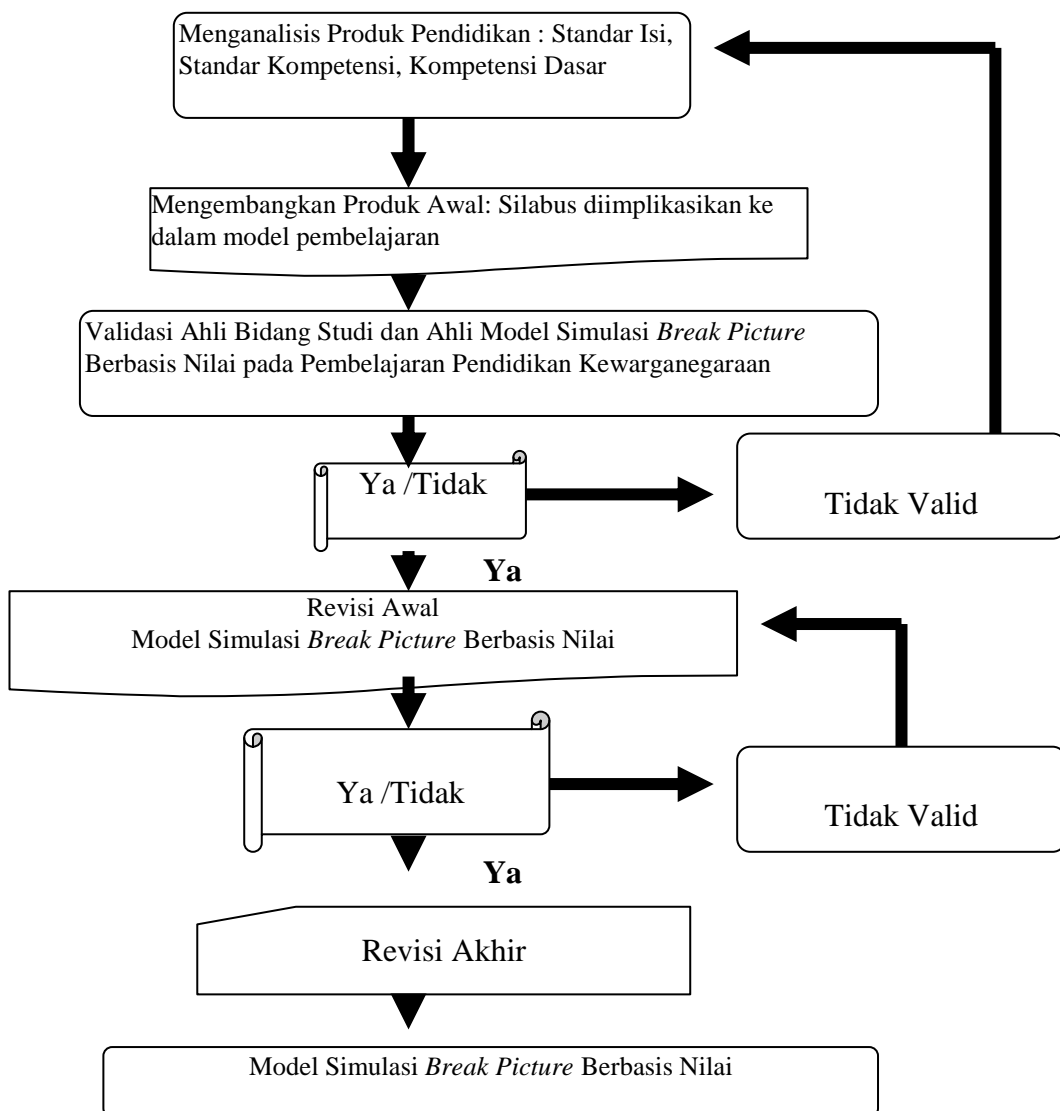 Menganalisis Produk Pendidikan : Standar Isi,
Standar Kompetensi, Kompetensi Dasar
Mengembangkan Produk Awal: Silabus diimplikasikan ke
dalam model pembelajaran
Validasi Ahli Bidang Studi dan Ahli Model Simulasi Break Picture
Berbasis Nilai pada Pembelajaran Pendidikan Kewarganegaraan
Ya /Tidak
Tidak Valid
Ya
Revisi Awal
Model Simulasi Break Picture Berbasis Nilai
Ya /Tidak
Tidak Valid
Ya
Revisi Akhir
Model Simulasi Break Picture Berbasis Nilai